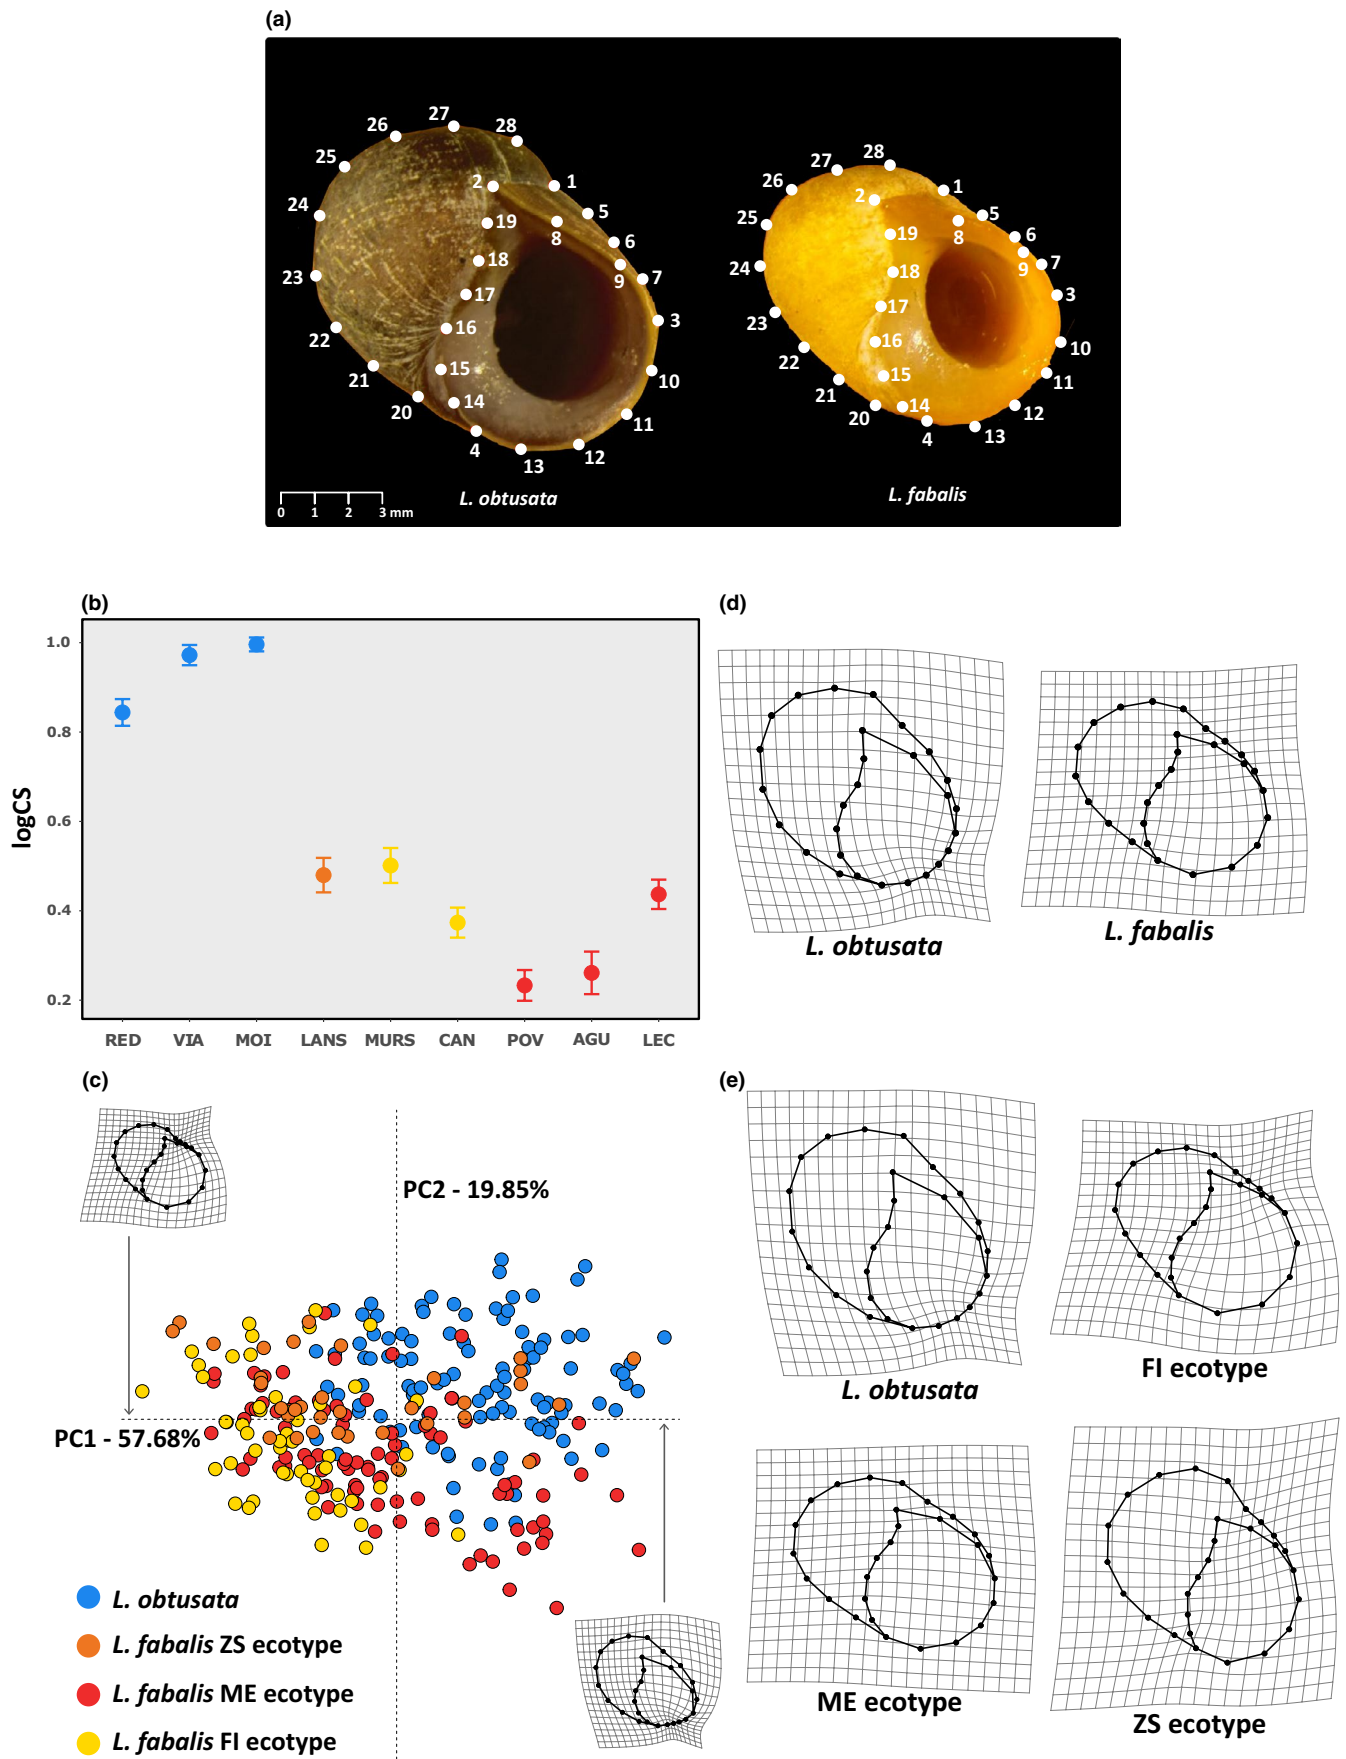 (a)
27
26
28
25
2
1
24
5
19
8
6
18
9
7
23
17
3
22
16
15
10
21
14
20
11
4
13
12
L. obtusata
0 1 2 3 mm
28
27
26
1
2
5
25
19
8
6
9
7
24
18
3
17
23
16
10
22
15
11
21
14
12
20
4
13
L. fabalis
(b)
1.0
0.8
0.6
0.4
0.2
logCS
RED VIA MOI LANS MURS CAN POV AGU LEC
(d)
L. obtusata
L. fabalis
(c)
PC2 - 19.85%
PC1 - 57.68%
L. obtusata
L. fabalis ZS ecotype
L. fabalis ME ecotype
L. fabalis FI ecotype
(e)
L. obtusata
FI ecotype
ME ecotype
ZS ecotype